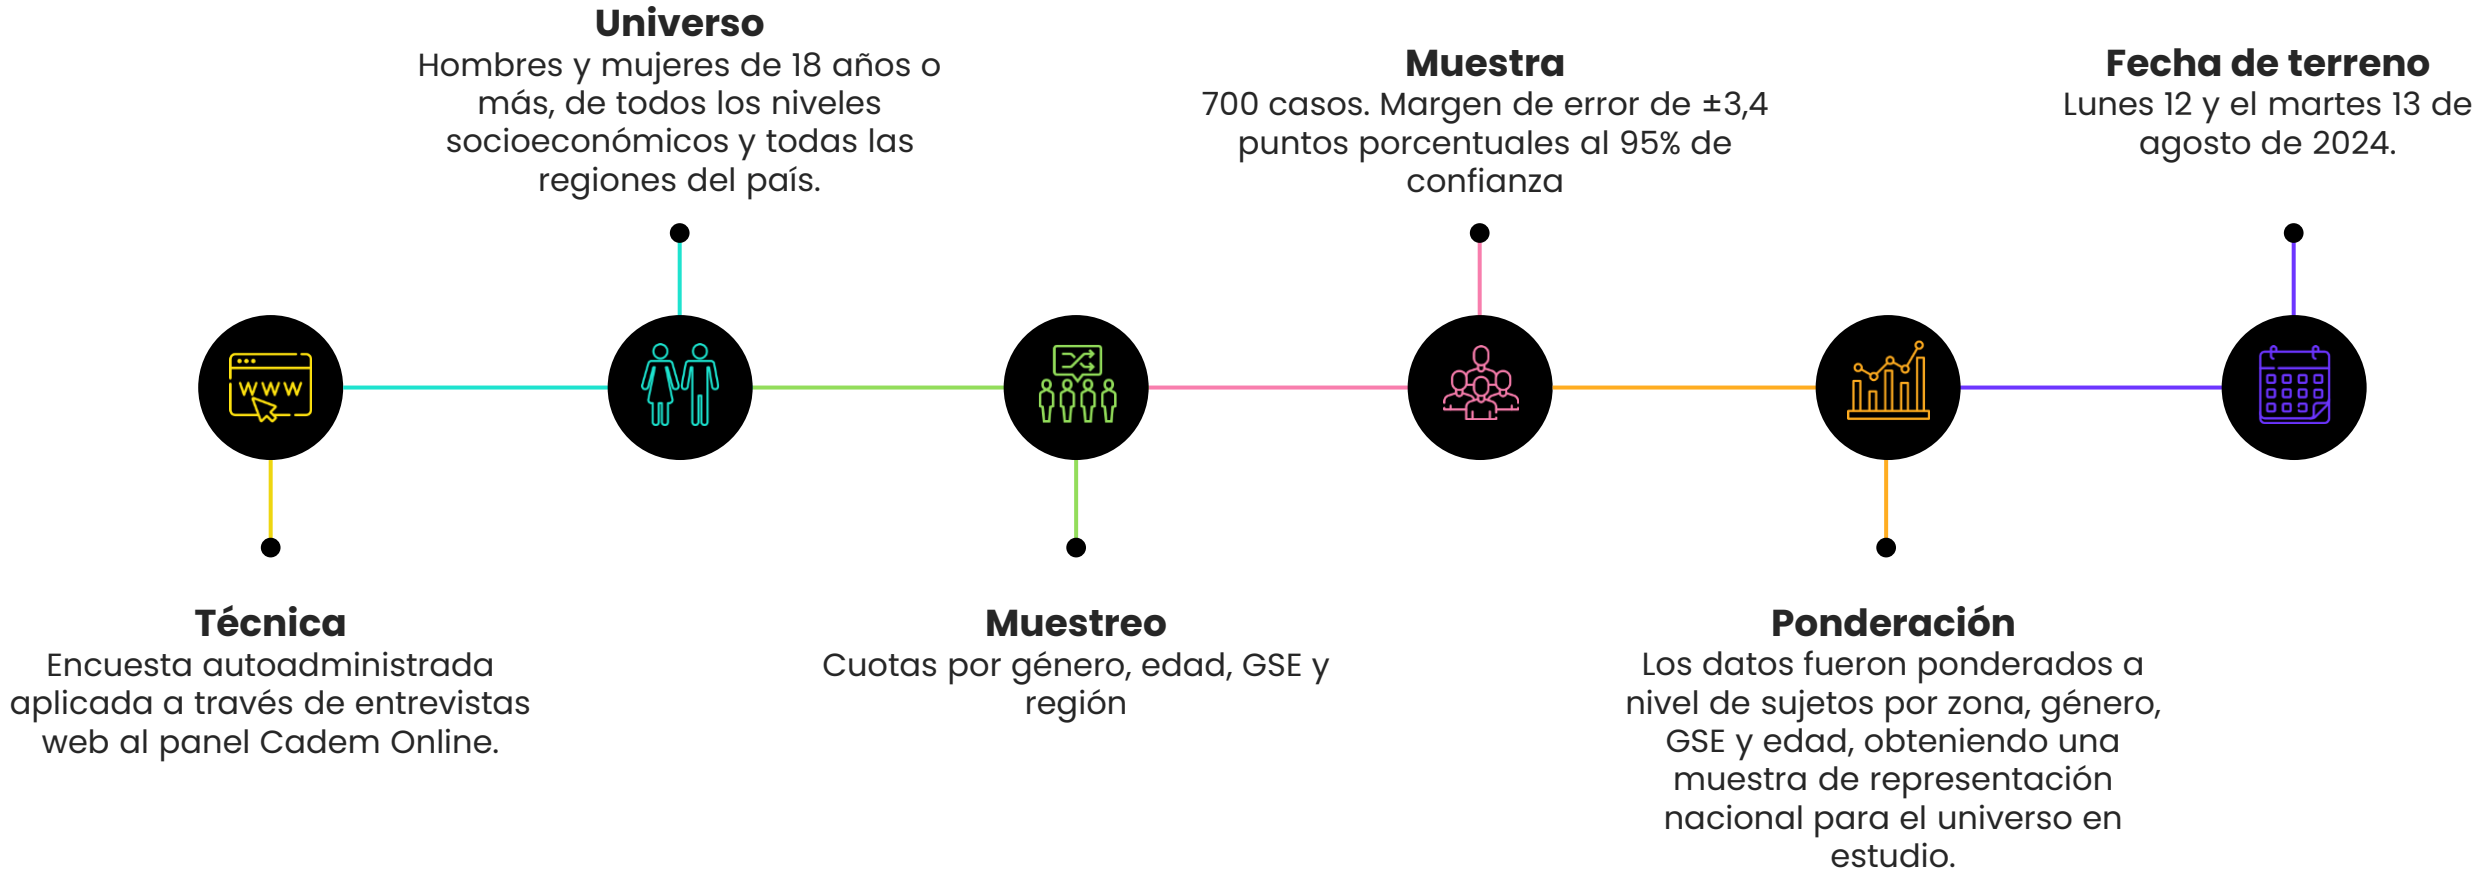 Universo
Hombres y mujeres de 18 años o
más, de todos los niveles
socioeconómicos y todas las
regiones del país.
Muestra
700 casos. Margen de error de ±3,4
puntos porcentuales al 95% de
confianza
Fecha de terreno
Lunes 12 y el martes 13 de
agosto de 2024.
WWW
Técnica
Encuesta autoadministrada
aplicada a través de entrevistas
web al panel Cadem Online.
Muestreo
Cuotas por género, edad, GSE y
región
Ponderación
Los datos fueron ponderados a
nivel de sujetos por zona, género,
GSE y edad, obteniendo una
muestra de representación
nacional para el universo en
estudio.